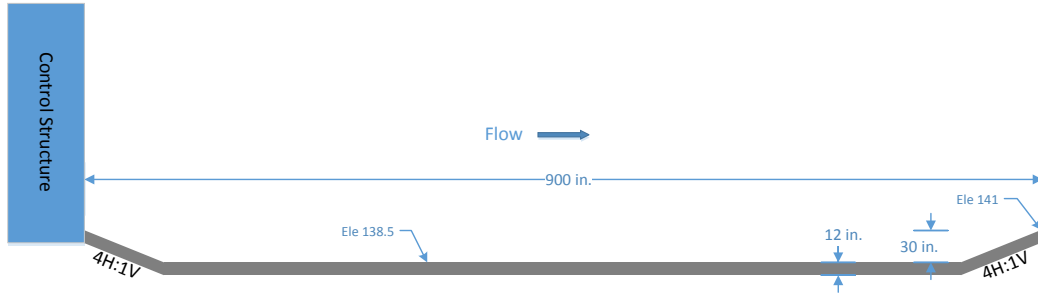 Control Structure
Flow
900 in.
Ele 141
Ele 138.5
12 in.
30 in.
4H:1V
4H:1V